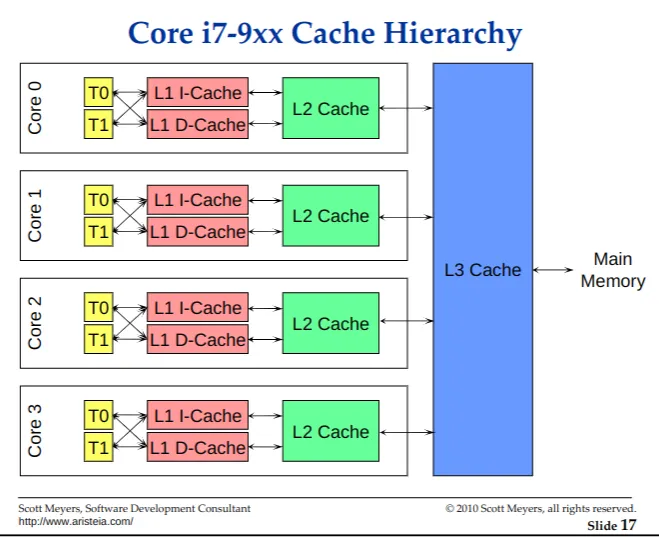 Core i7-9xx Cache Hierarchy
Core 0
T0
T1
L1 I-Cache
L1 D-Cache
L2 Cache
Core 1
T0
T1
L1 I-Cache
L1 D-Cache
L2 Cache
Core 2
T0
T1
L1 I-Cache
L1 D-Cache
L2 Cache
Core 3
T0
T1
L1 I-Cache
L1 D-Cache
L2 Cache
L3 Cache
Main
Memory
Scott Meyers, Software Development Consultant
http://www.aristeia.com/
© 2010 Scott Meyers, all rights reserved.
Slide 17